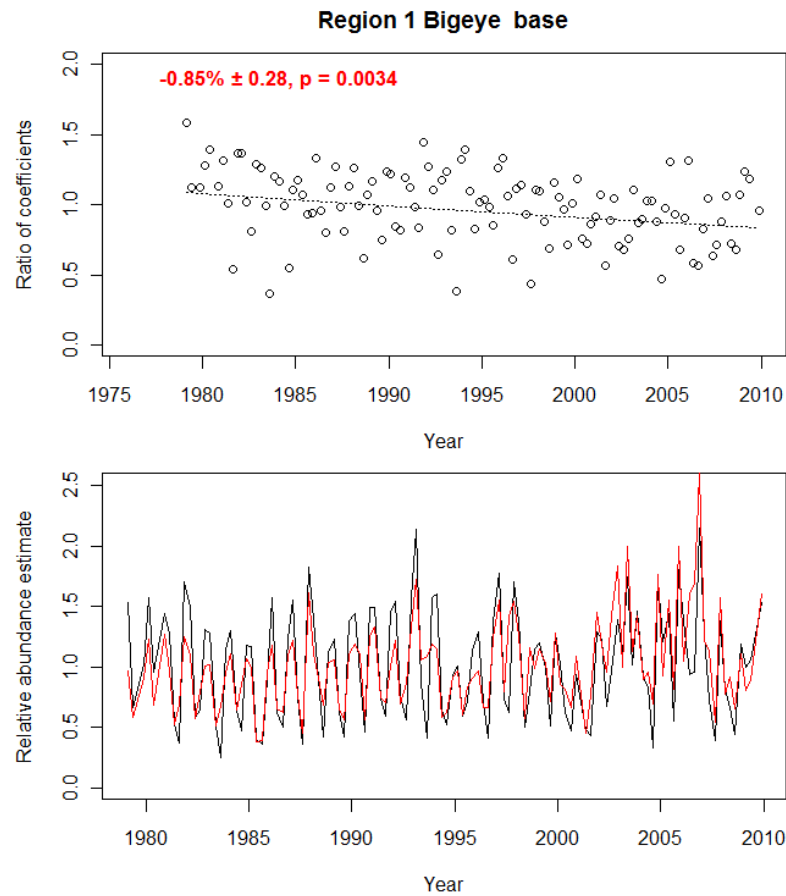 Region 1 Bigeye base
-0.85% ± 0.28, p = 0.0034
Ratio of coefficients
2.0
1.5
1.0
0.5
0.0
1975 1980 1985 1990 1995 2000 2005 2010
Year
Relative abundance estimate
2.5
2.0
1.5
1.0
0.5
0.0
1980 1985 1990 1995 2000 2005 2010
Year